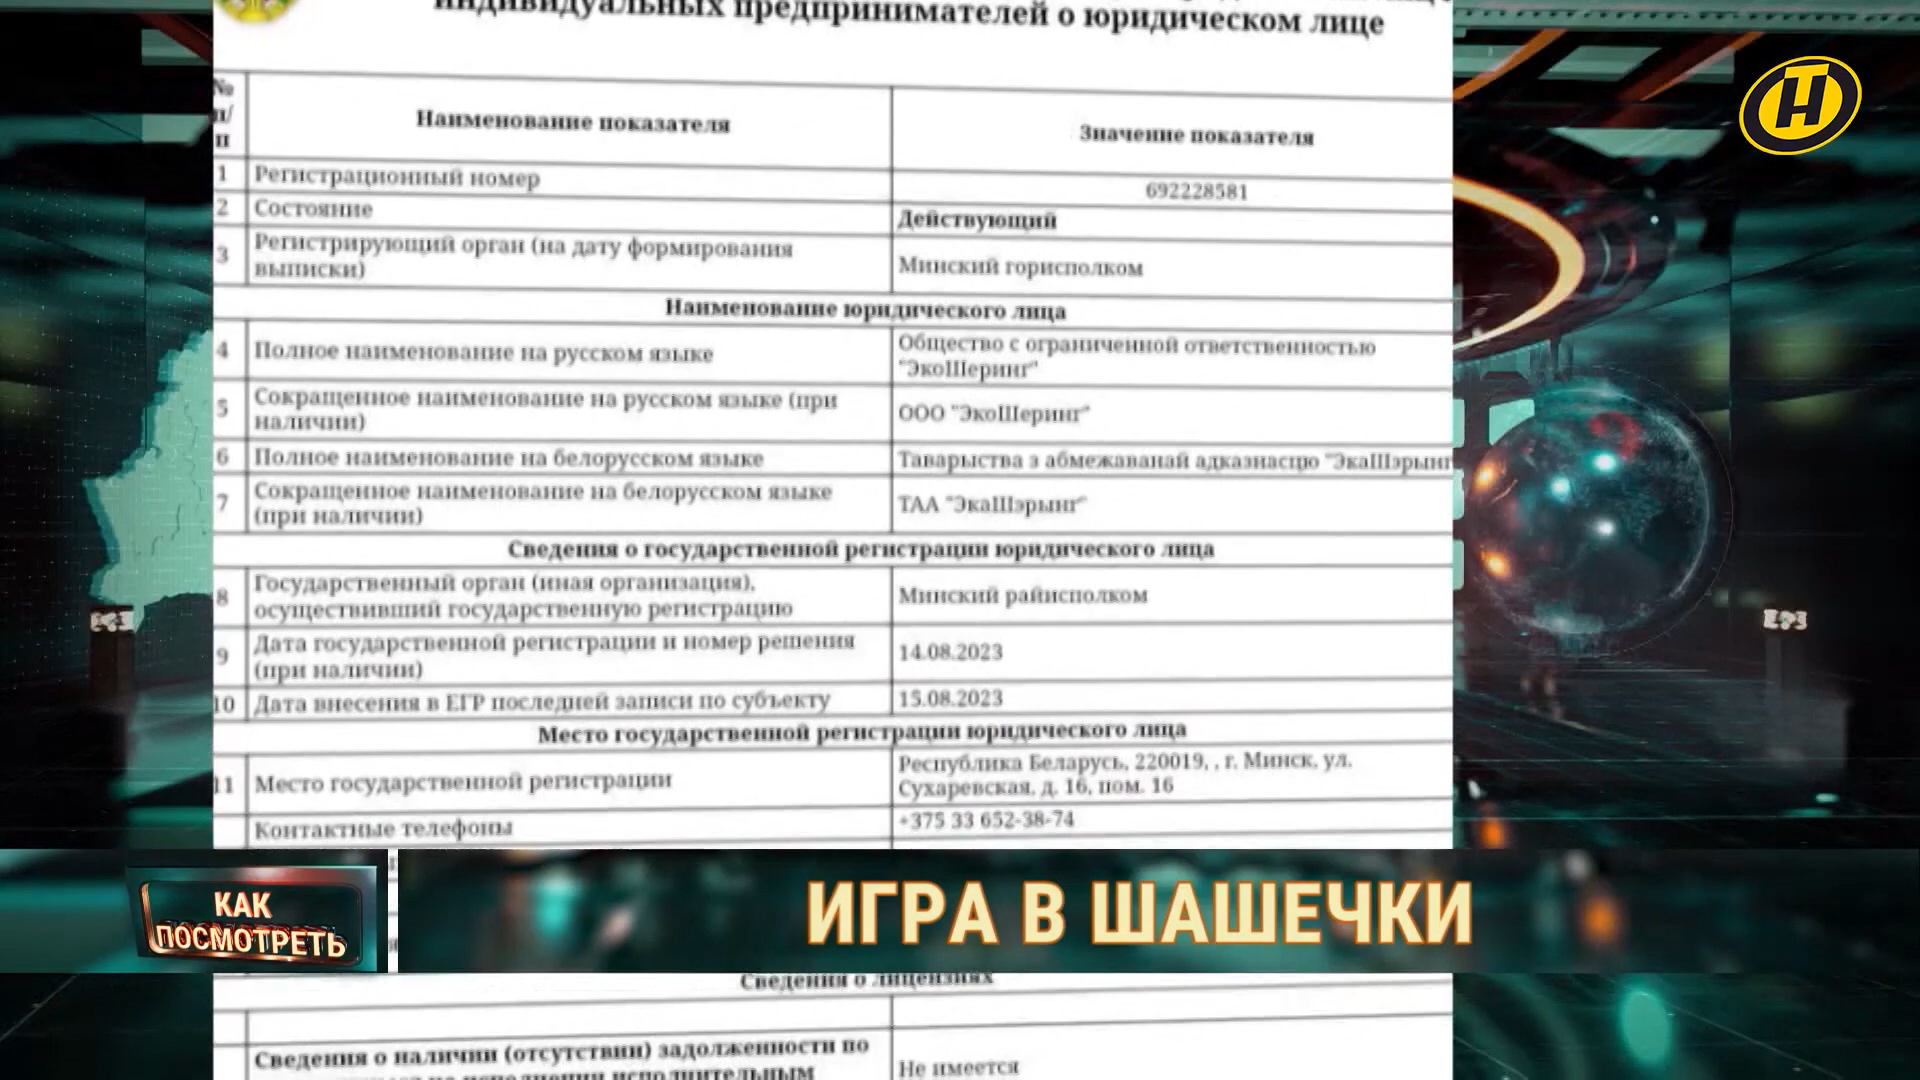 индивидуальных предпринимателей о юридическом лице
№ п/п
Наименование показателя
Значение показателя
1 Регистрационный номер 692228581
2 Состояние Действующий
3 Регистрирующий орган (на дату формирования
выписки)
Минский горисполком
Наименование юридического лица
4 Полное наименование на русском языке
Общество с ограниченной ответственностью
"ЭкоШеринг"
5 Сокращенное наименование на русском языке (при
наличии)
ООО "ЭкоШеринг"
6 Полное наименование на белорусском языке
Таварыства з абмежаванай адказнасцю "ЭкаШэрынг
7 Сокращенное наименование на белорусском языке
(при наличии)
ТАА "ЭкаШэрынг"
Сведения о государственной регистрации юридического лица
8 Государственный орган (иная организация),
осуществивший государственную регистрацию
Минский райисполком
9 Дата государственной регистрации и номер решения
(при наличии)
14.08.2023
10 Дата внесения в ЕГР последней записи по субъекту
15.08.2023
Место государственной регистрации юридического лица
11 Место государственной регистрации
Республика Беларусь, 220019, , г. Минск, ул.
Сухаревская, д. 16, пом. 16
Контактные телефоны
+375 33 652-38-74
КАК
ПОСМОТРЕТЬ
ИГРА В ШАШЕЧКИ
Сведения о лицензиях
Сведения о наличии (отсутствии) задолженности по
исполнительным
Не имеется